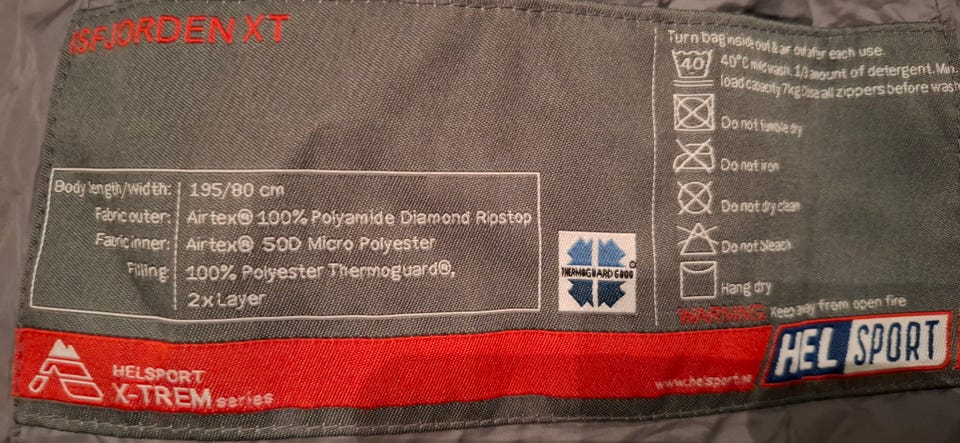 ISFJORDEN XT
Body length/width: 195/80 cm
Fabric outer: Airtex® 100% Polyamide Diamond Ripstop
Fabric inner: Airtex® 50D Micro Polyester
Filling: 100% Polyester Thermoguard®,
2xLayer
THERMOGUARD 6000
Turn bag inside out & air out after each use.
40
40°C mild wash. 1/3 amount of detergent. Min.
load capacity 7kg. Close all zippers before wash
Do not tumble dry
Do not iron
Do not dry clean
Do not bleach
Hang dry
WARNING: Keep away from open fire
HELSPORT
X-TREM series
www.helsport.no
HEL SPORT